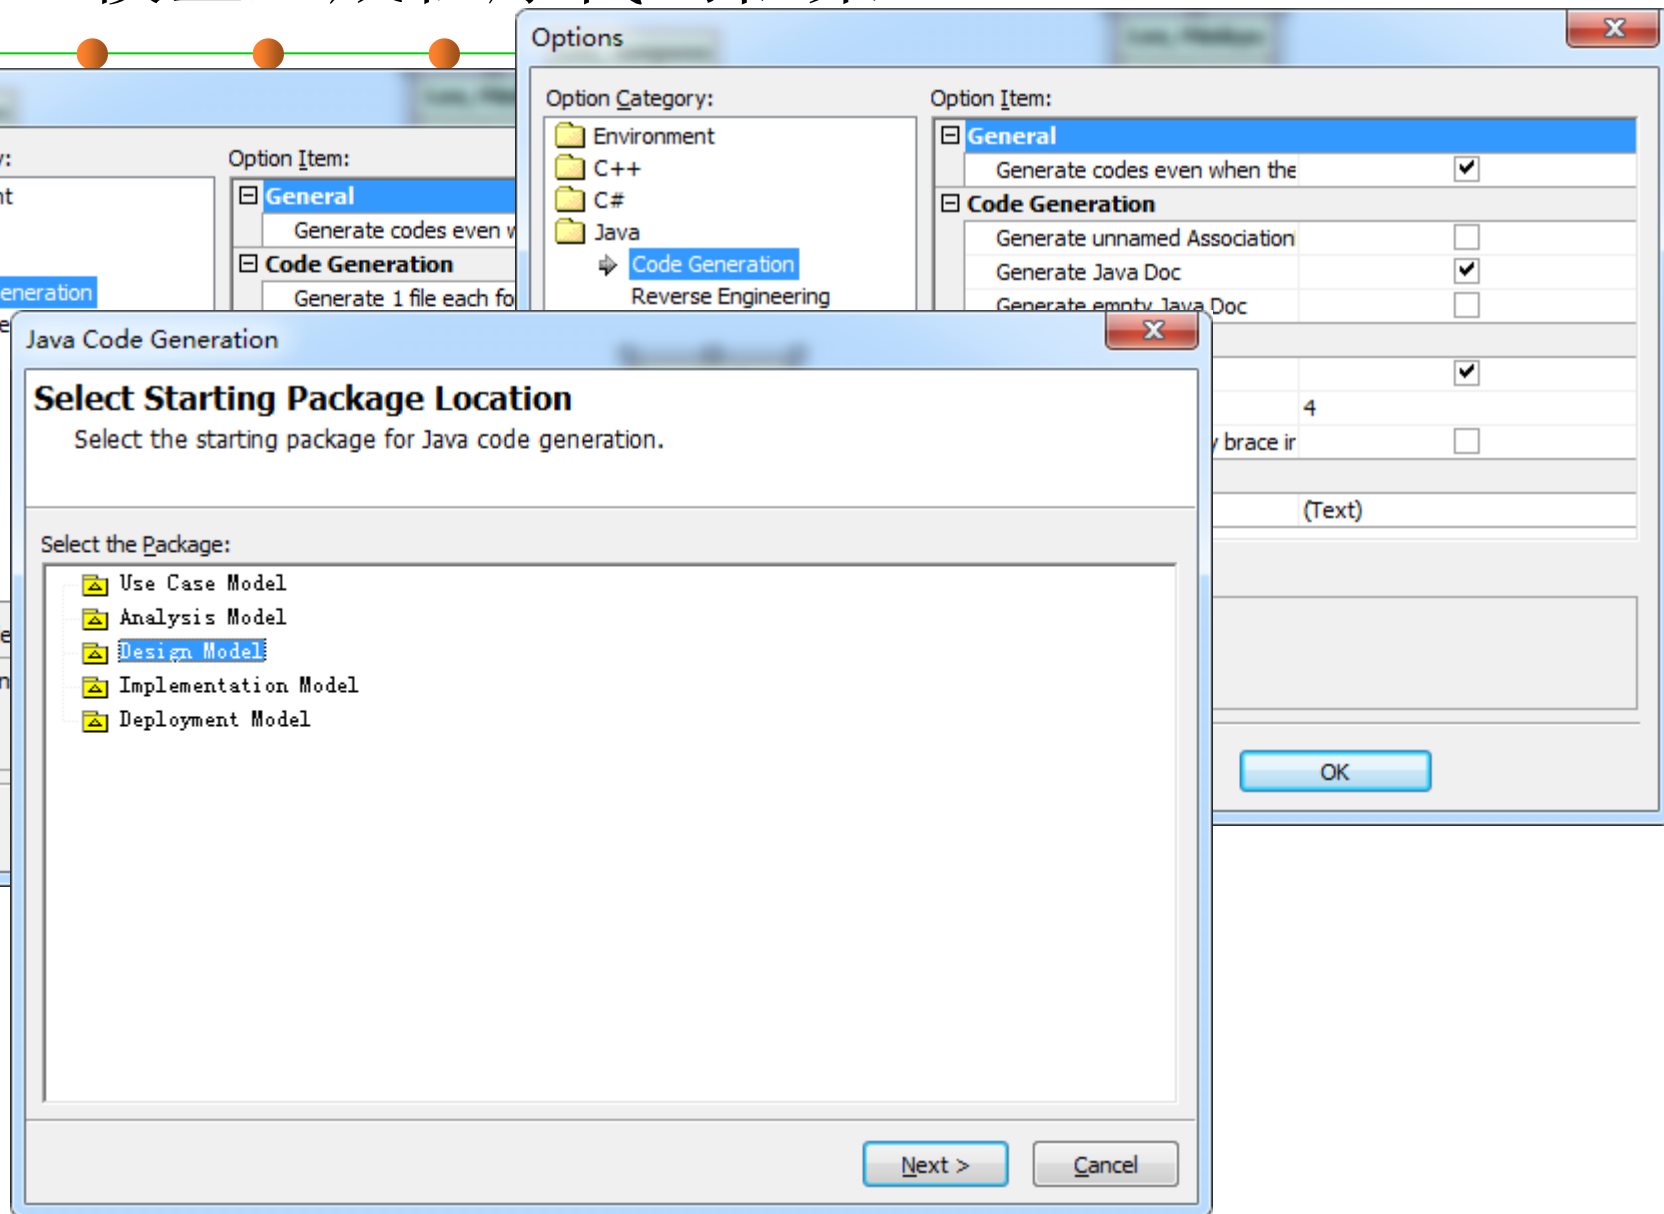 Options
Option Category:
Option Item:
Environment
C++
C#
Java
Code Generation
Reverse Engineering
General
Generate codes even when the
Code Generation
Generate unnamed Association
Generate Java Doc
Generate empty Java Doc
4
brace ir
(Text)
OK
Option Item:
General
Generate codes even
Code Generation
Generate 1 file each fo
eneration
Java Code Generation
Select Starting Package Location
Select the starting package for Java code generation.
Select the Package:
Use Case Model
Analysis Model
Design Model
Implementation Model
Deployment Model
Next >
Cancel